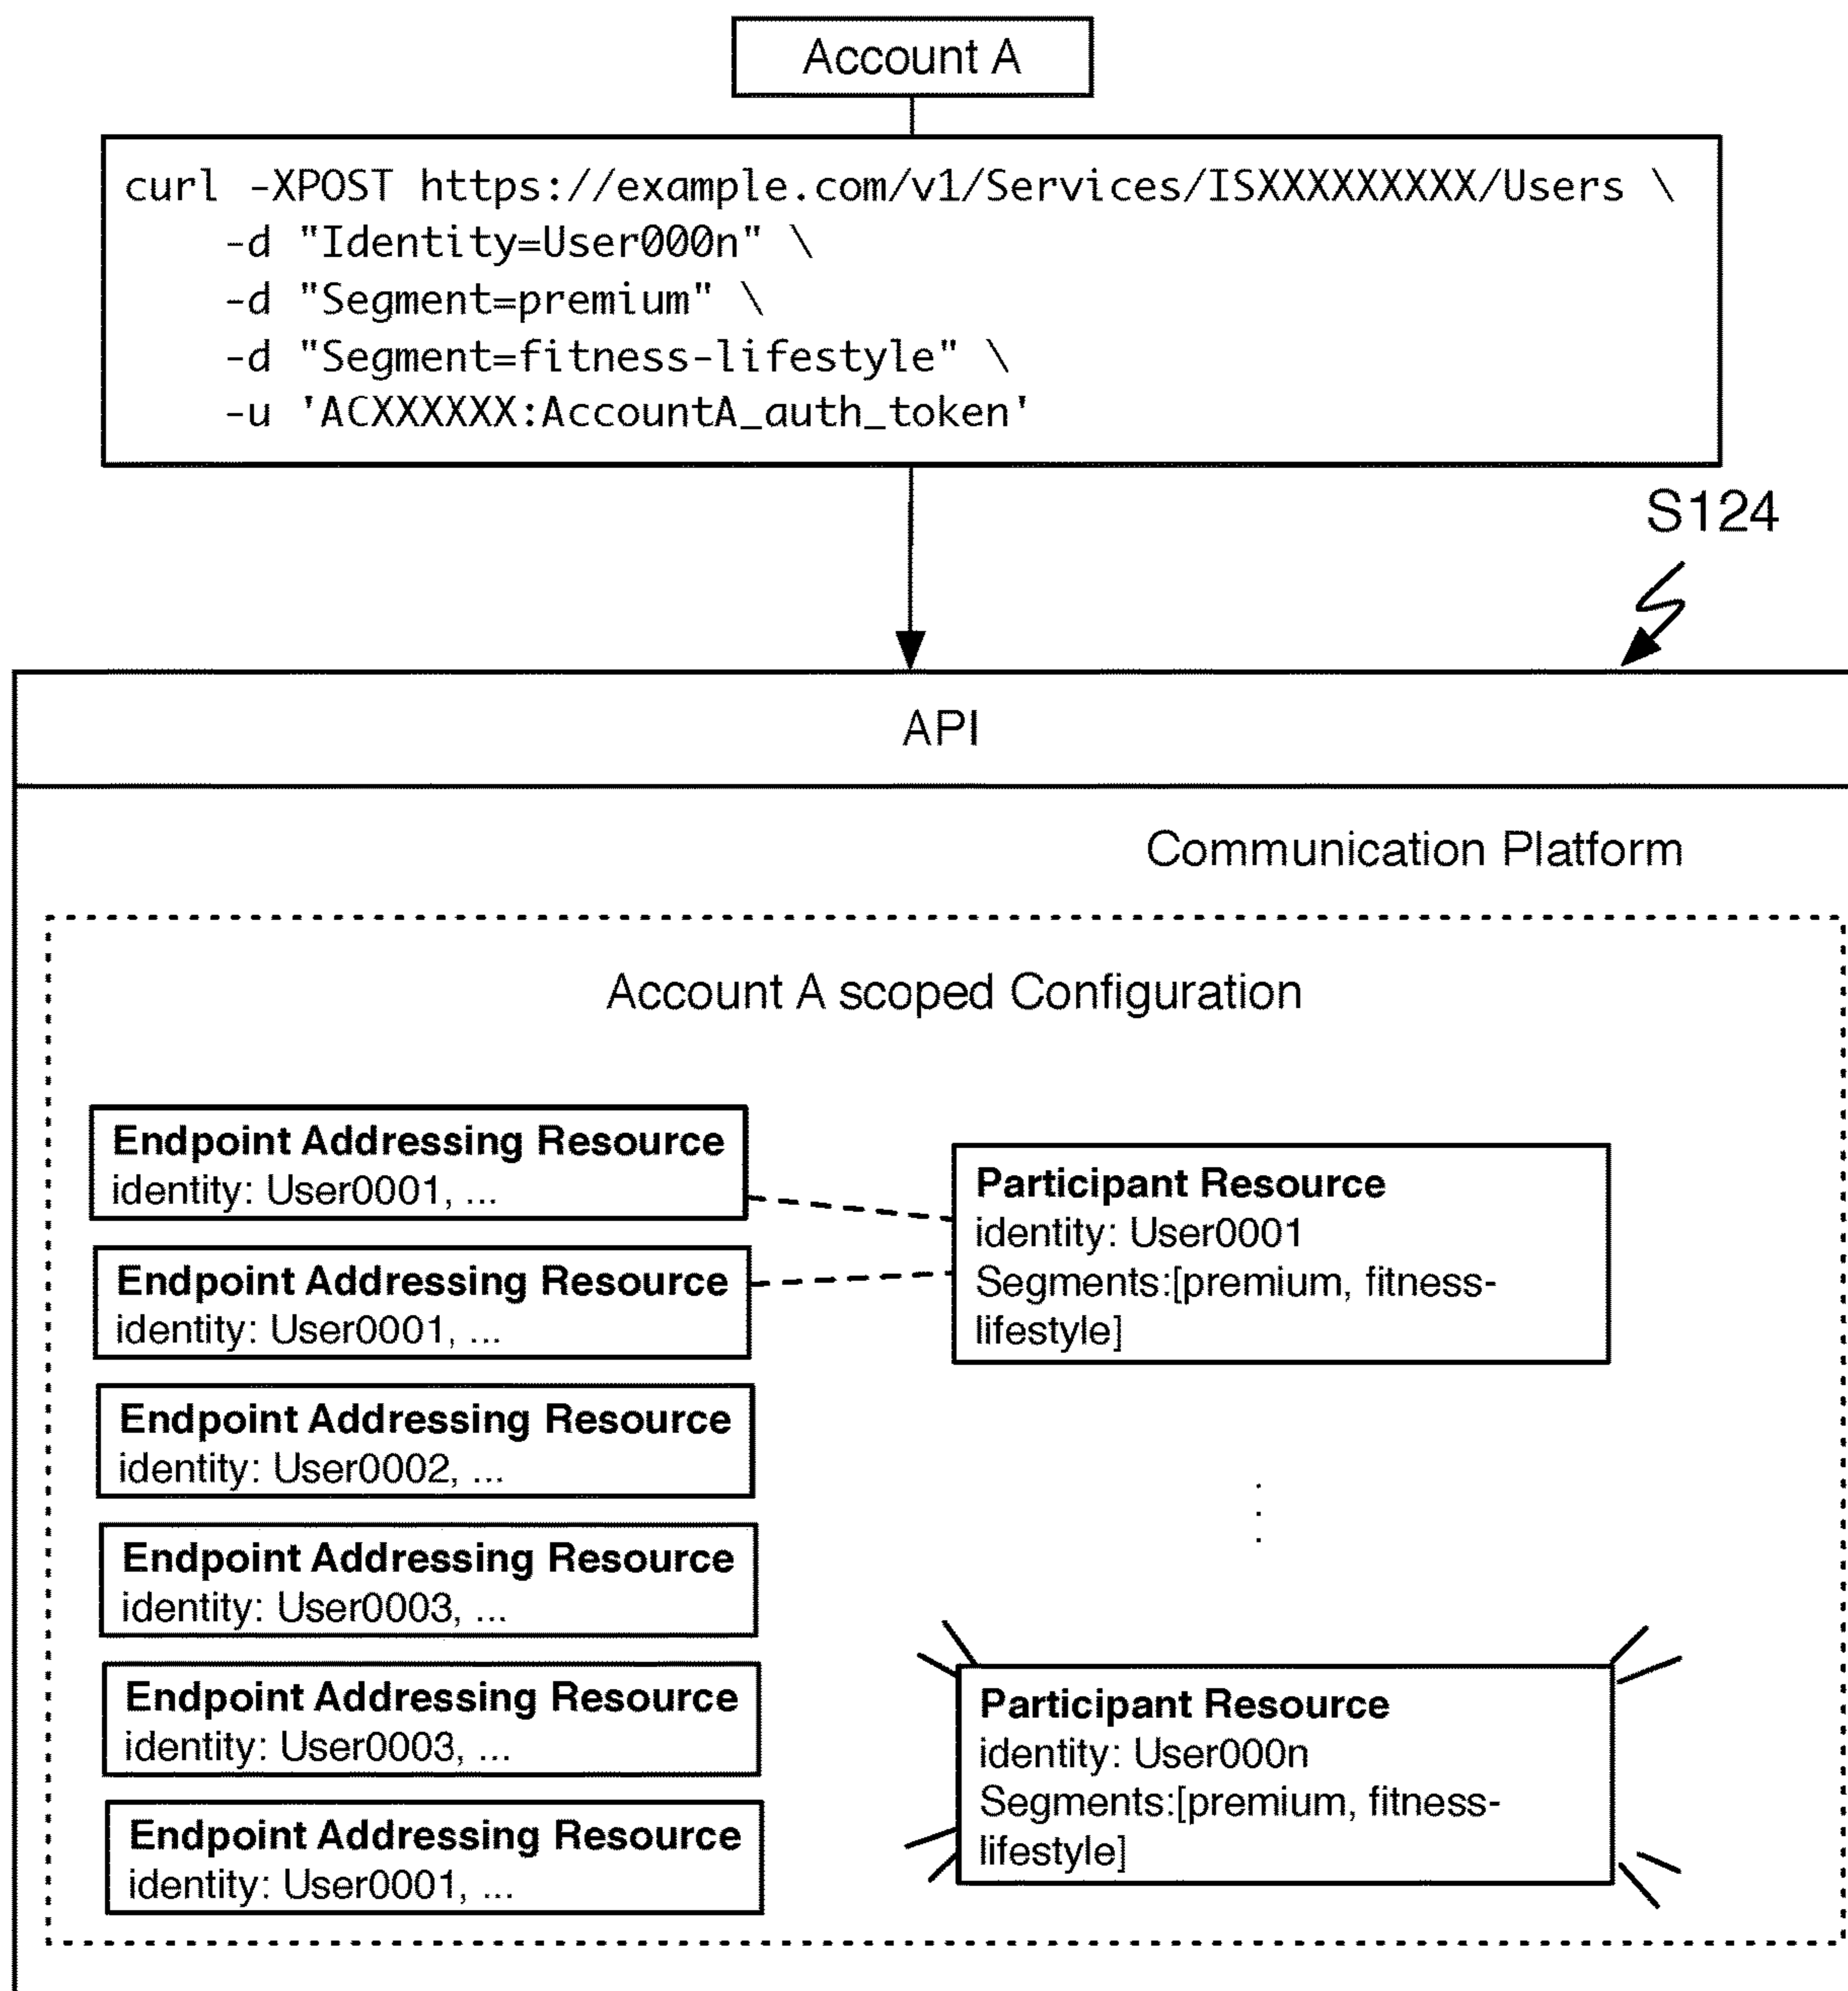 Account A
curl -XPOST https://example.com/v1/Services/ISXXXXXXXXX/Users \
-d "Identity=User000n" \
-d "Segment=premium" \
-d "Segment=fitness-lifestyle" \
-u 'ACXXXXXX:AccountA_auth_token'
S124
API
Communication Platform
Account A scoped Configuration
Endpoint Addressing Resource
identity: User0001, ...
Endpoint Addressing Resource
identity: User0001, ...
Endpoint Addressing Resource
identity: User0002, ...
Endpoint Addressing Resource
identity: User0003, ...
Endpoint Addressing Resource
identity: User0003, ...
Endpoint Addressing Resource
identity: User0001, ...
Participant Resource
identity: User0001
Segments:[premium, fitness-
lifestyle]
Participant Resource
identity: User000n
Segments:[premium, fitness-
lifestyle]